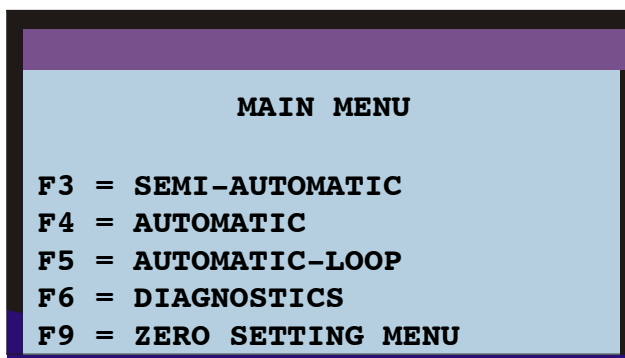 MAIN MENU
F3 = SEMI-AUTOMATIC
F4 = AUTOMATIC
F5 = AUTOMATIC-LOOP
F6 = DIAGNOSTICS
F9 = ZERO SETTING MENU